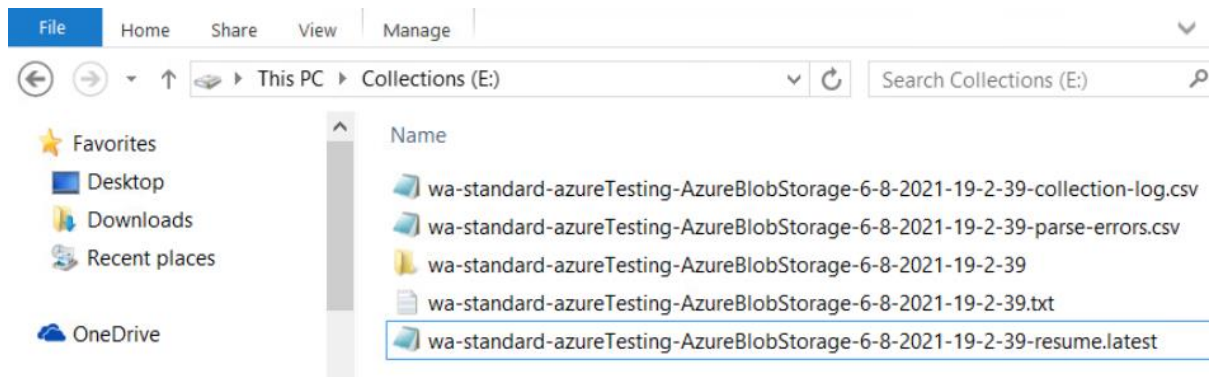 File Home Share View Manage
This PC Collections (E:) Search Collections (E:)
Favorites
Desktop
Downloads
Recent places
OneDrive
Name
wa-standard-azureTesting-AzureBlobStorage-6-8-2021-19-2-39-collection-log.csv
wa-standard-azureTesting-AzureBlobStorage-6-8-2021-19-2-39-parse-errors.csv
wa-standard-azureTesting-AzureBlobStorage-6-8-2021-19-2-39
wa-standard-azureTesting-AzureBlobStorage-6-8-2021-19-2-39.txt
wa-standard-azureTesting-AzureBlobStorage-6-8-2021-19-2-39-resume.latest